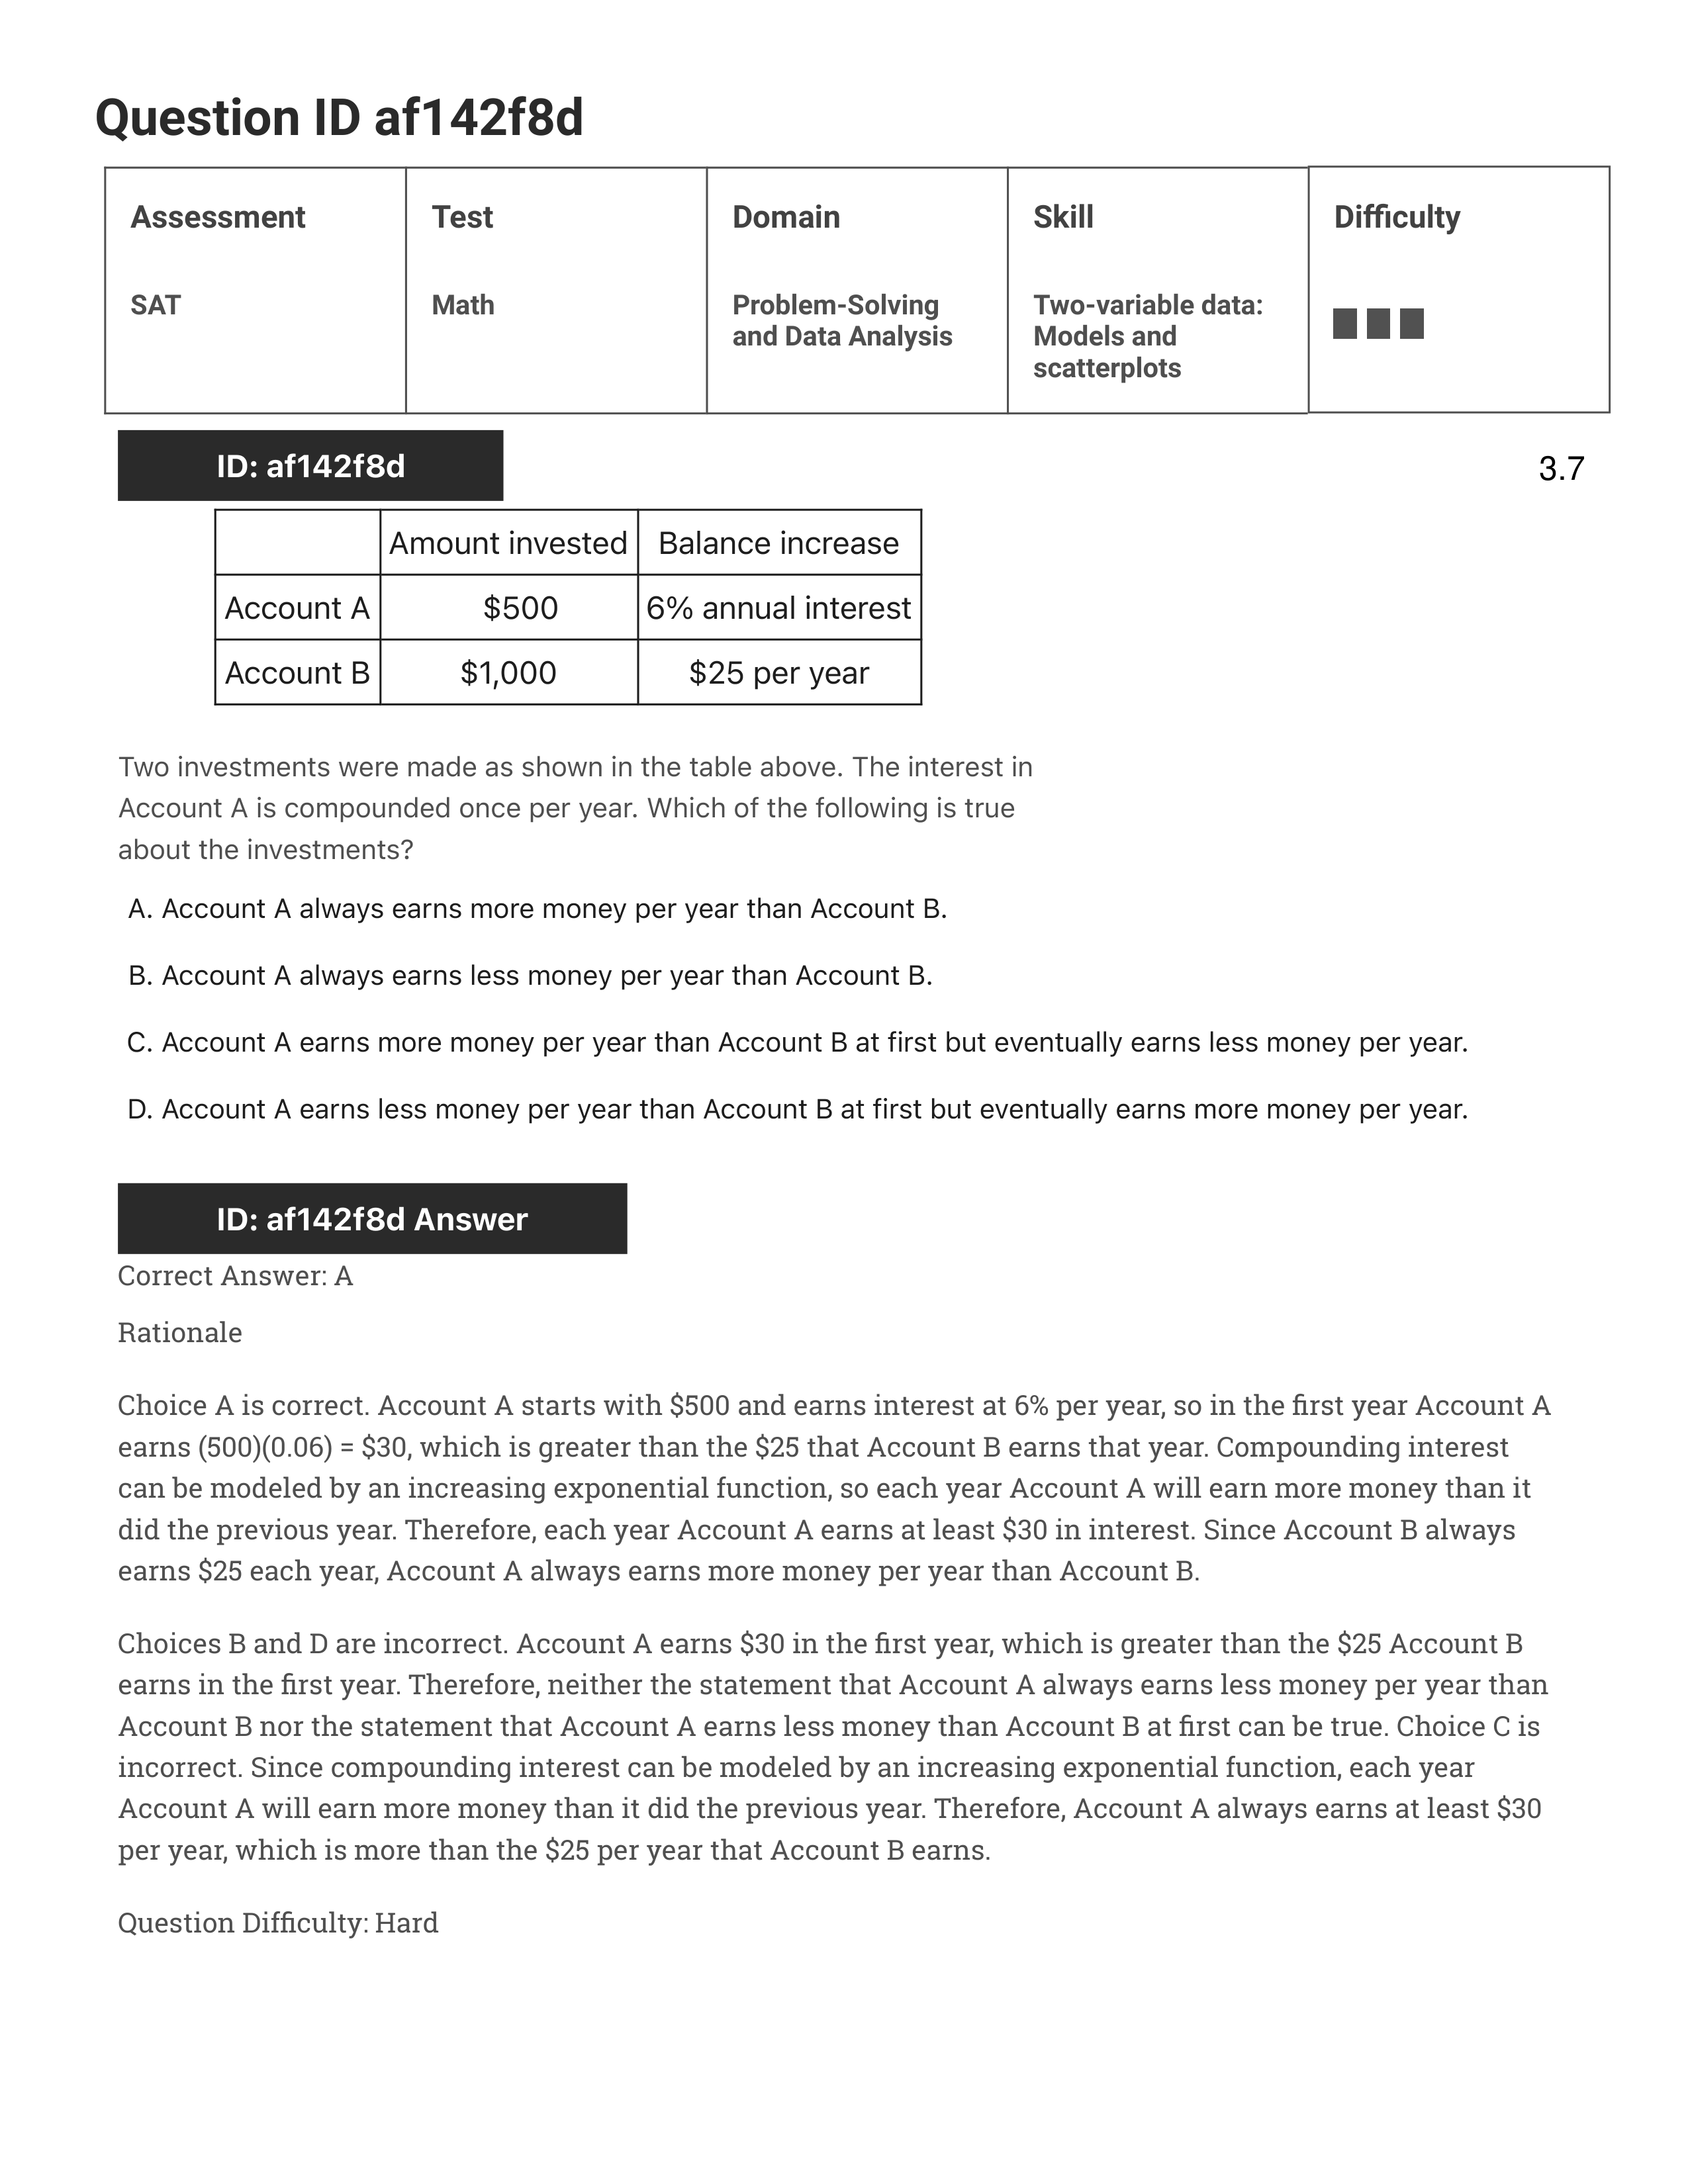 Question ID af142f8d
Assessment Test Domain Skill Difficulty
SAT Math Problem-Solving and Data Analysis Two-variable data: Models and scatterplots
ID: af142f8d
3.7
Amount invested Balance increase
Account A $500 6% annual interest
Account B $1,000 $25 per year
Two investments were made as shown in the table above. The interest in
Account A is compounded once per year. Which of the following is true
about the investments?
A. Account A always earns more money per year than Account B.
B. Account A always earns less money per year than Account B.
C. Account A earns more money per year than Account B at first but eventually earns less money per year.
D. Account A earns less money per year than Account B at first but eventually earns more money per year.
ID: af142f8d Answer
Correct Answer: A
Rationale
Choice A is correct. Account A starts with $500 and earns interest at 6% per year, so in the first year Account A
earns (500)(0.06) = $30, which is greater than the $25 that Account B earns that year. Compounding interest
can be modeled by an increasing exponential function, so each year Account A will earn more money than it
did the previous year. Therefore, each year Account A earns at least $30 in interest. Since Account B always
earns $25 each year, Account A always earns more money per year than Account B.
Choices B and D are incorrect. Account A earns $30 in the first year, which is greater than the $25 Account B
earns in the first year. Therefore, neither the statement that Account A always earns less money per year than
Account B nor the statement that Account A earns less money than Account B at first can be true. Choice C is
incorrect. Since compounding interest can be modeled by an increasing exponential function, each year
Account A will earn more money than it did the previous year. Therefore, Account A always earns at least $30
per year, which is more than the $25 per year that Account B earns.
Question Difficulty: Hard